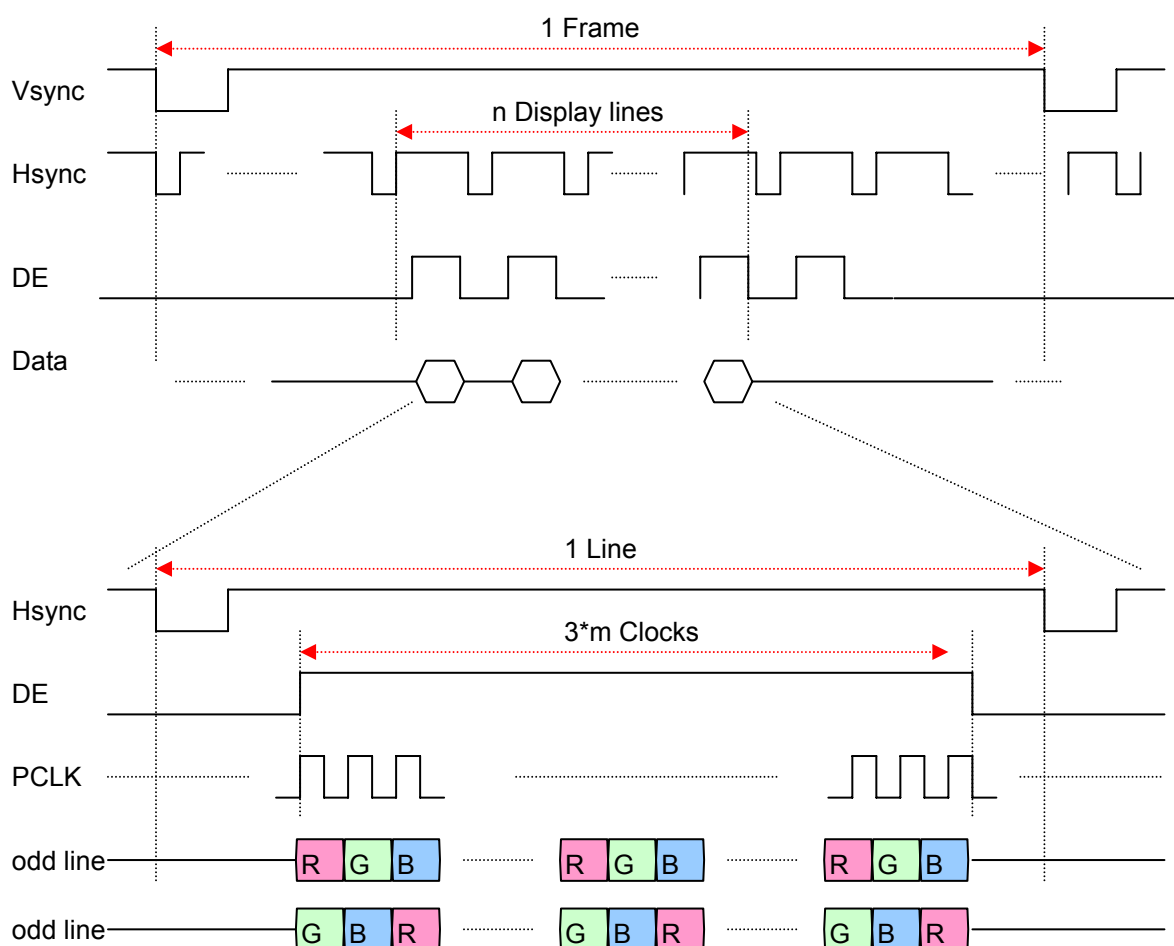 1 Frame
Vsync
n Display lines
Hsync
DE
Data
1 Line
Hsync
3*m Clocks
DE
PCLK
odd line R G B R G B R G B
odd line G B R G B R G B R